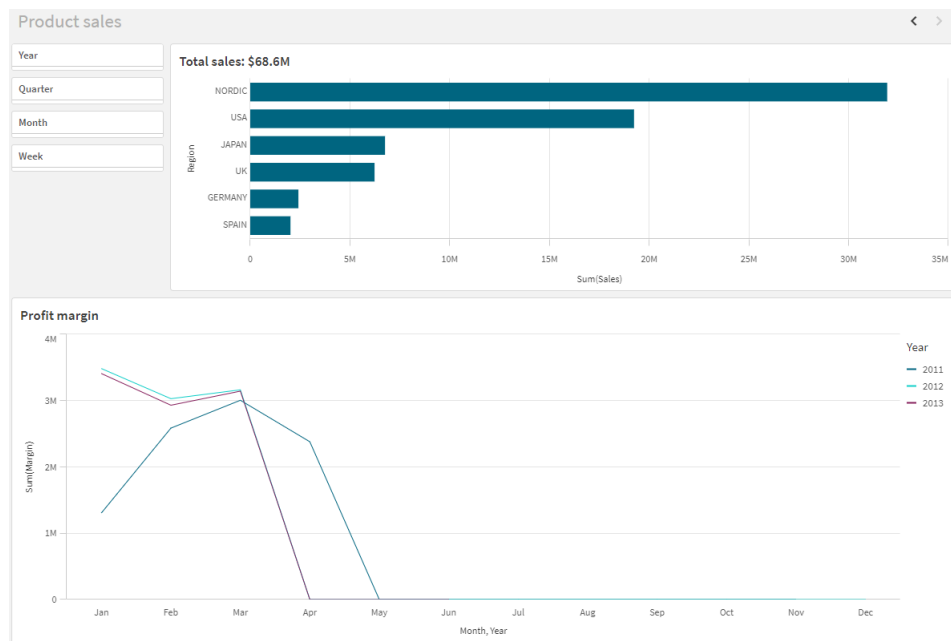 Product sales
Year
Quarter
Month
Week
Total sales: $68.6M
Region
NORDIC
USA
JAPAN
UK
GERMANY
SPAIN
0 5M 10M 15M 20M 25M 30M 35M
Sum(Sales)
Profit margin
Sum(Margin)
4M
3M
2M
1M
0
Jan Feb Mar Apr May Jun Jul Aug Sep Oct Nov Dec
Month, Year
Year
2011
2012
2013